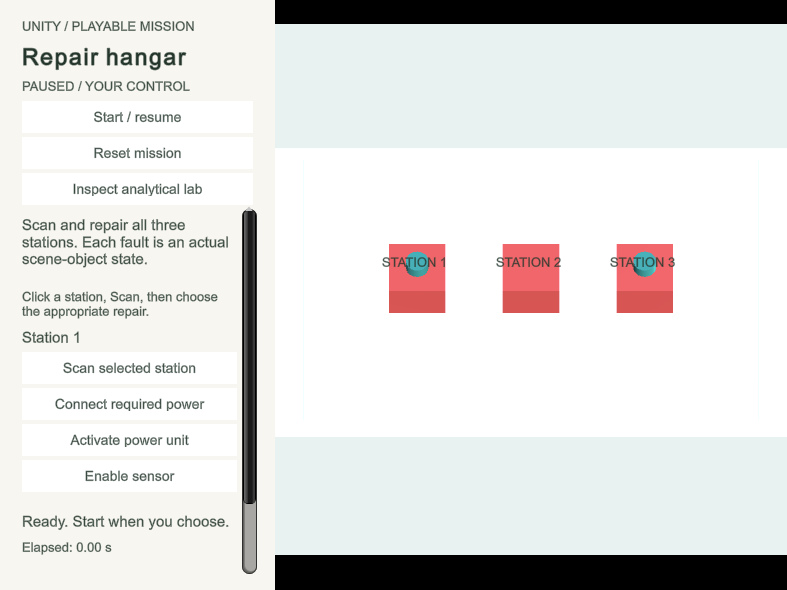 UNITY / PLAYABLE MISSION
Repair hangar
PAUSED / YOUR CONTROL
Start / resume
Reset mission
Inspect analytical lab
Scan and repair all three
stations. Each fault is an actual
scene-object state.
Click a station, Scan, then choose
the appropriate repair.
Station 1
Scan selected station
Connect required power
Activate power unit
Enable sensor
Ready. Start when you choose.
Elapsed: 0.00 s
STATION 1
STATION 2
STATION 3